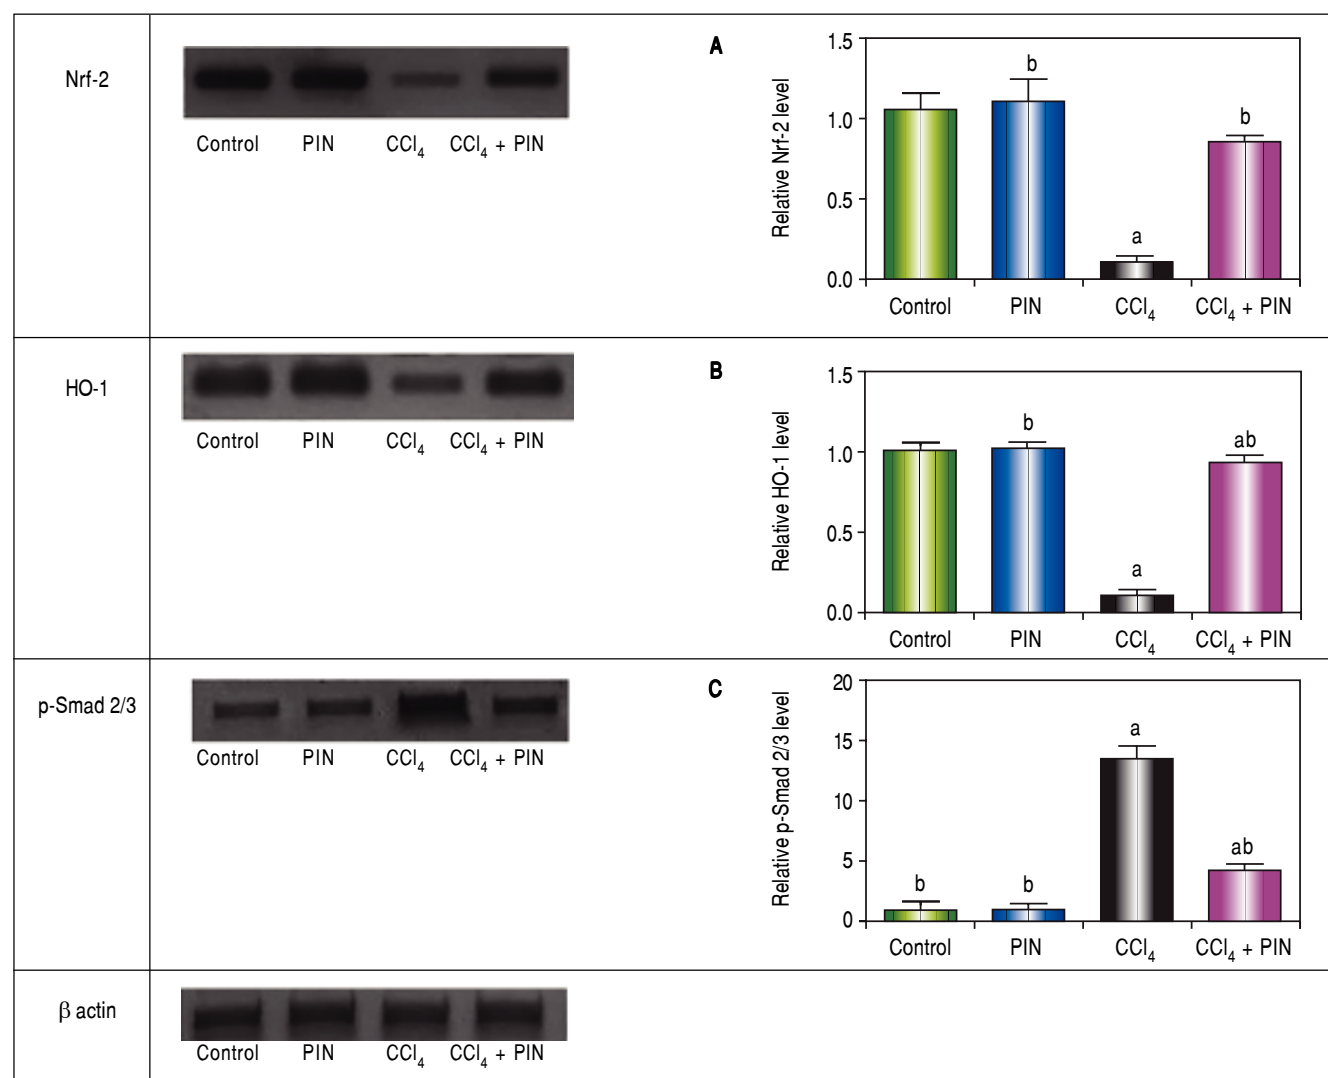 Nrf-2
Control PIN CCl₄ CCl₄ + PIN
A
Relative Nrf-2 level
1.5
1.0
0.5
0.0
b
a
b
Control PIN CCl₄ CCl₄ + PIN
HO-1
Control PIN CCl₄ CCl₄ + PIN
B
Relative HO-1 level
1.5
1.0
0.5
0.0
b
a
ab
Control PIN CCl₄ CCl₄ + PIN
p-Smad 2/3
Control PIN CCl₄ CCl₄ + PIN
C
Relative p-Smad 2/3 level
20
15
10
5
0
b
b
a
ab
Control PIN CCl₄ CCl₄ + PIN
β actin
Control PIN CCl₄ CCl₄ + PIN